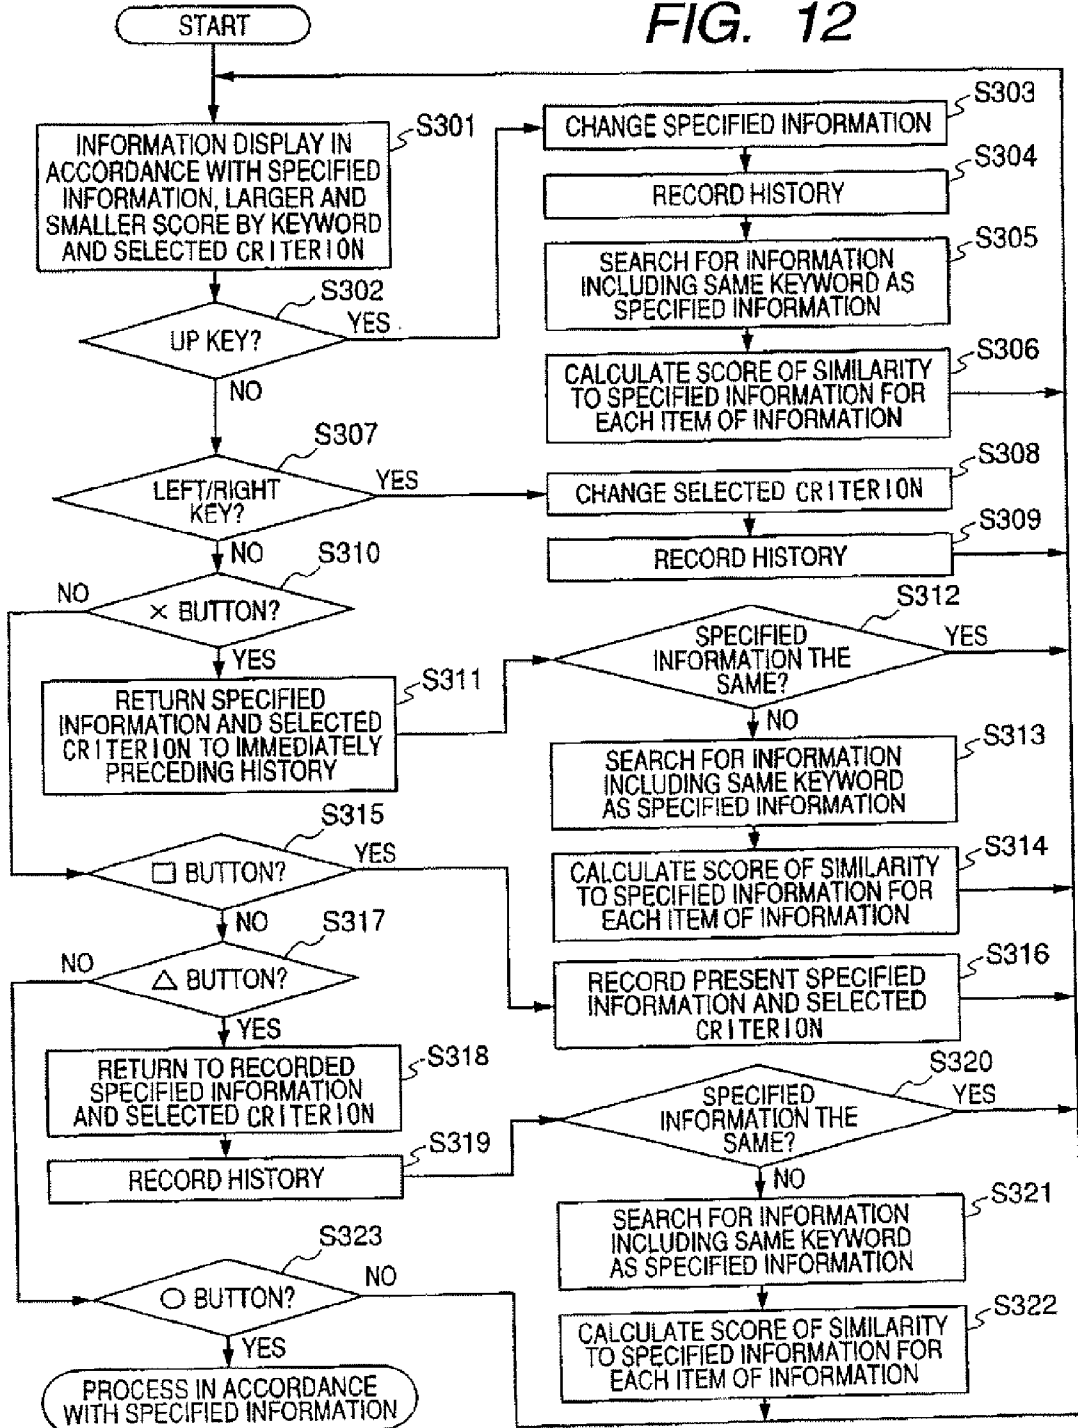 FIG. 12
START
S301
INFORMATION DISPLAY IN
ACCORDANCE WITH SPECIFIED
INFORMATION, LARGER AND
SMALLER SCORE BY KEYWORD
AND SELECTED CRITERION
S302
UP KEY?
YES
NO
S303
CHANGE SPECIFIED INFORMATION
S304
RECORD HISTORY
S305
SEARCH FOR INFORMATION
INCLUDING SAME KEYWORD AS
SPECIFIED INFORMATION
S306
CALCULATE SCORE OF SIMILARITY
TO SPECIFIED INFORMATION FOR
EACH ITEM OF INFORMATION
S307
LEFT/RIGHT
KEY?
YES
NO
S308
CHANGE SELECTED CRITERION
S309
RECORD HISTORY
S310
NO
× BUTTON?
YES
S311
RETURN SPECIFIED
INFORMATION AND SELECTED
CRITERION TO IMMEDIATELY
PRECEDING HISTORY
S312
SPECIFIED
INFORMATION THE
SAME?
YES
NO
S313
SEARCH FOR INFORMATION
INCLUDING SAME KEYWORD
AS SPECIFIED INFORMATION
S314
CALCULATE SCORE OF SIMILARITY
TO SPECIFIED INFORMATION FOR
EACH ITEM OF INFORMATION
S315
□ BUTTON?
YES
NO
S316
RECORD PRESENT SPECIFIED
INFORMATION AND SELECTED
CRITERION
S317
NO
△ BUTTON?
YES
S318
RETURN TO RECORDED
SPECIFIED INFORMATION
AND SELECTED CRITERION
S319
RECORD HISTORY
S320
SPECIFIED
INFORMATION THE
SAME?
YES
NO
S321
SEARCH FOR INFORMATION
INCLUDING SAME KEYWORD
AS SPECIFIED INFORMATION
S322
CALCULATE SCORE OF SIMILARITY
TO SPECIFIED INFORMATION FOR
EACH ITEM OF INFORMATION
S323
○ BUTTON?
NO
YES
PROCESS IN ACCORDANCE
WITH SPECIFIED INFORMATION